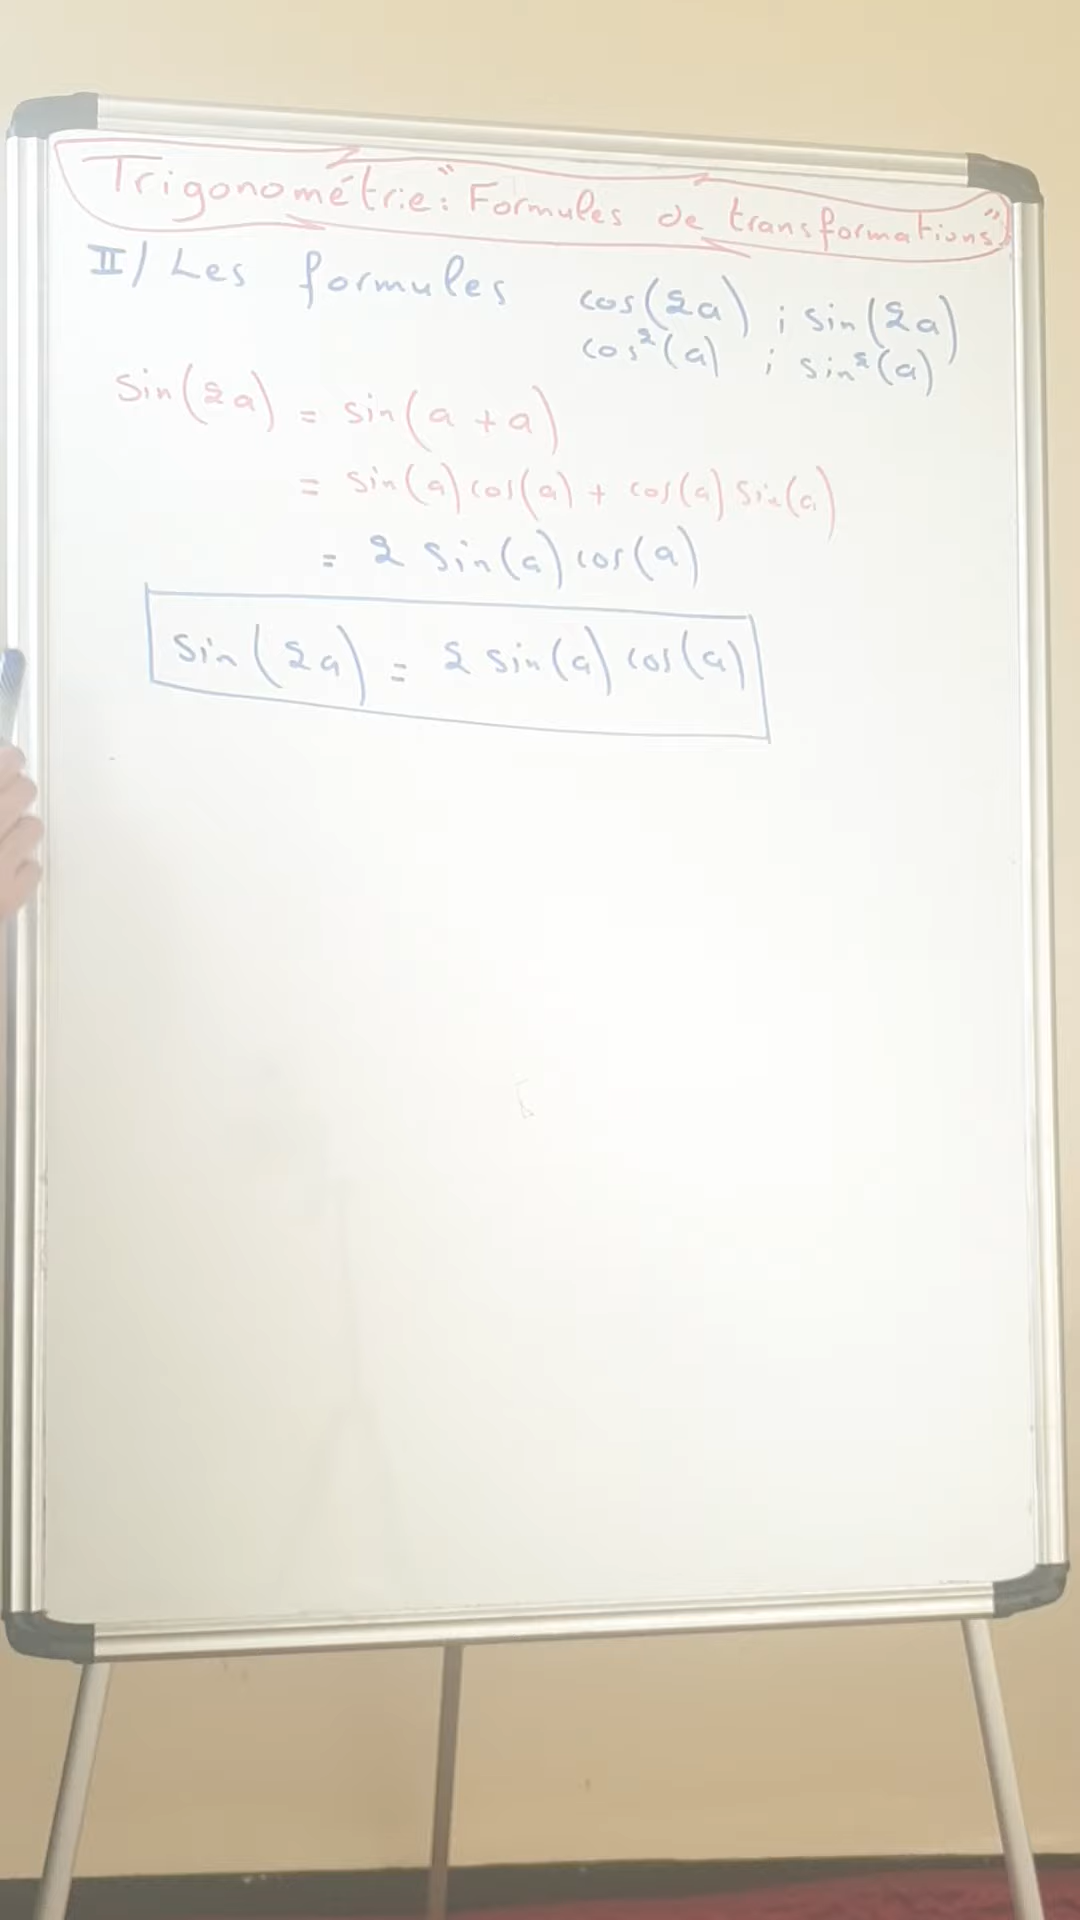 Trigonométrie: "Formules de transformations"
II/ Les formules cos(2a) ; sin(2a)
cos²(a) ; sin²(a)
sin(2a) = sin(a + a)
= sin(a) cos(a) + cos(a) sin(a)
= 2 sin(a) cos(a)
sin(2a) = 2 sin(a) cos(a)